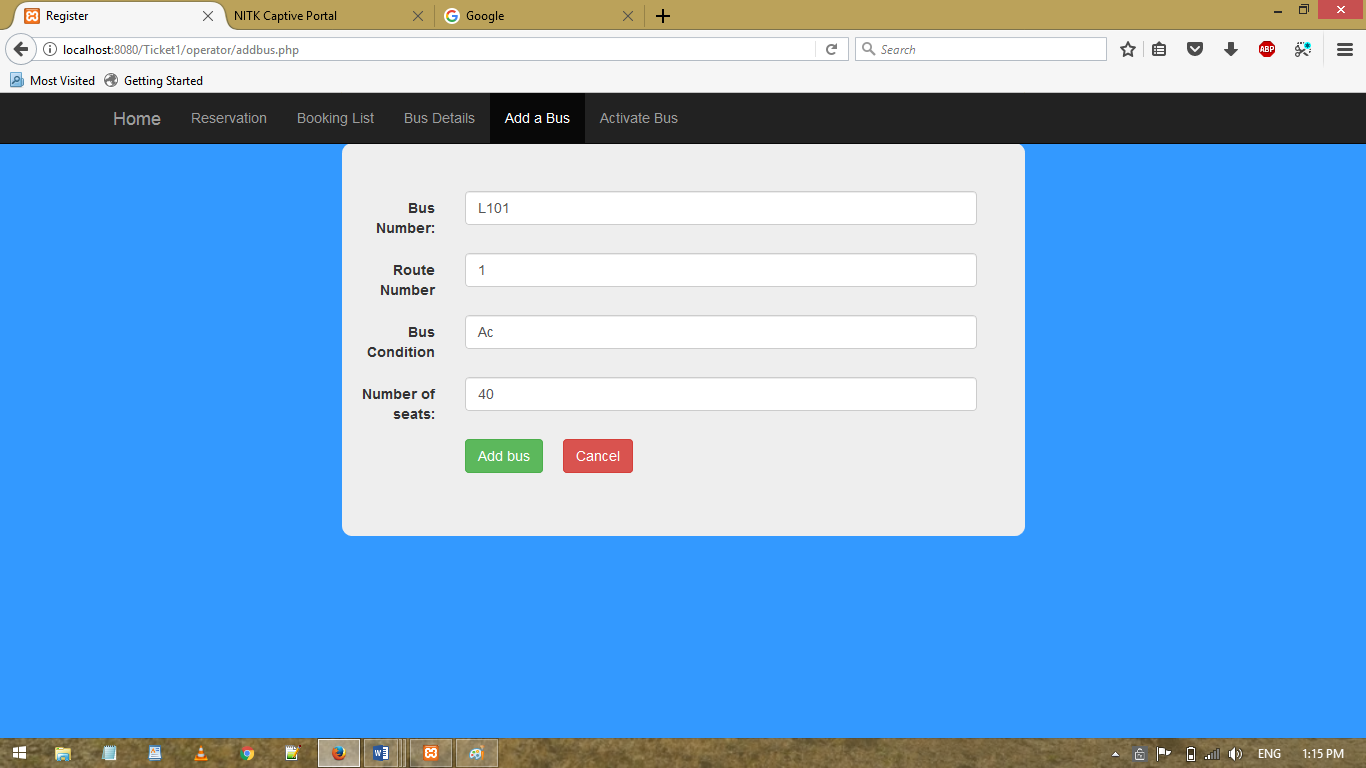 Register
NITK Captive Portal
Google
localhost:8080/Ticket1/operator/addbus.php
Search
ABP
Most Visited
Getting Started
Home
Reservation
Booking List
Bus Details
Add a Bus
Activate Bus
Bus
Number:
L101
Route
Number
1
Bus
Condition
Ac
Number of
seats:
40
Add bus
Cancel
ENG
1:15 PM